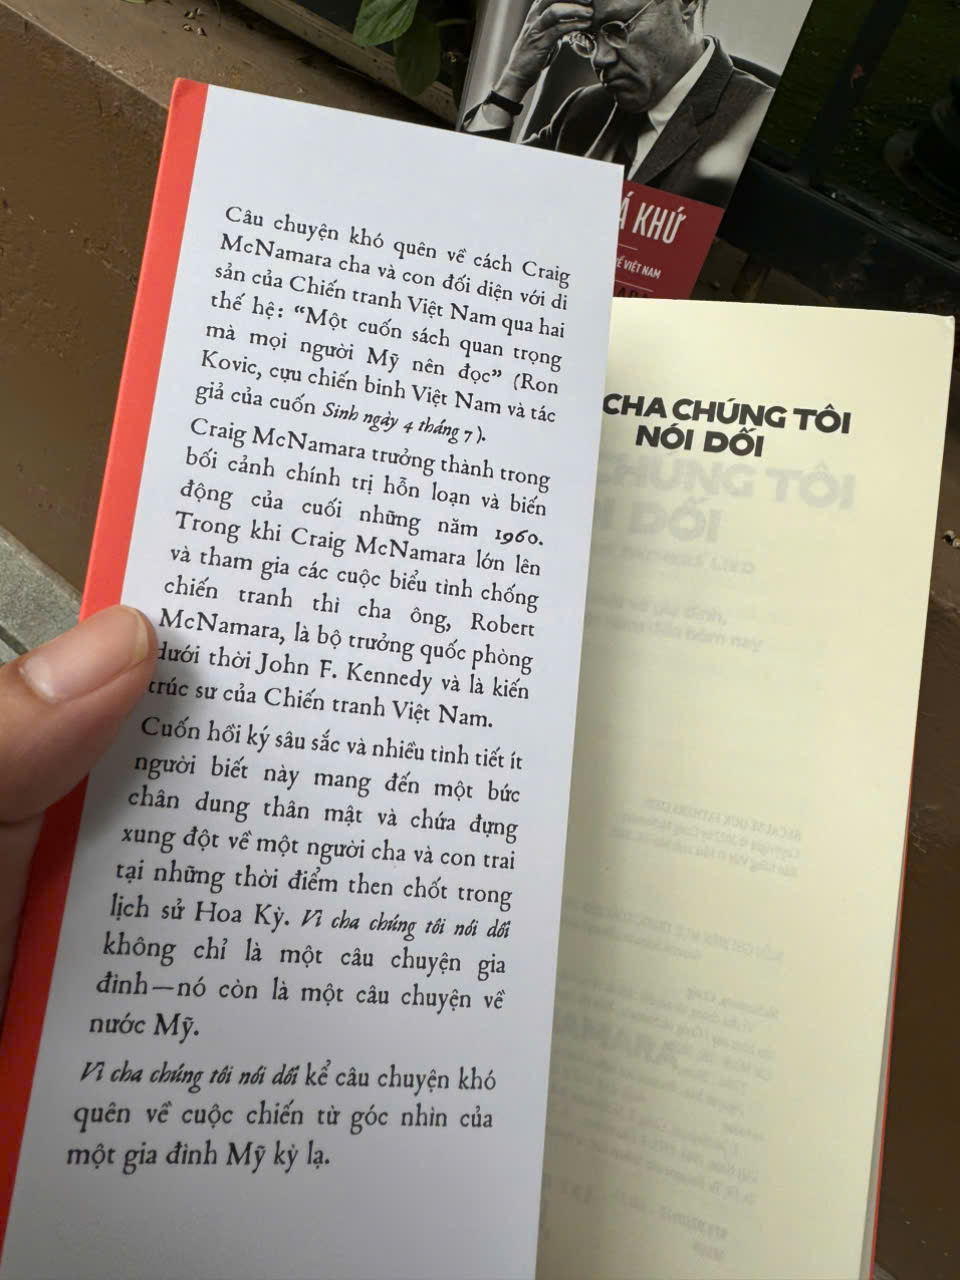 Á KHỨ
VỀ VIỆT NAM
Câu chuyện khó quên về cách Craig
McNamara cha và con đối diện với di
sản của Chiến tranh Việt Nam qua hai
thế hệ: “Một cuốn sách quan trọng
mà mọi người Mỹ nên đọc” (Ron
Kovic, cựu chiến binh Việt Nam và tác
giả của cuốn Sinh ngày 4 tháng 7).
Craig McNamara trưởng thành trong
bối cảnh chính trị hỗn loạn và biến
động của cuối những năm 1960.
Trong khi Craig McNamara lớn lên
và tham gia các cuộc biểu tình chống
chiến tranh thì cha ông, Robert
McNamara, là bộ trưởng quốc phòng
dưới thời John F. Kennedy và là kiến
trúc sư của Chiến tranh Việt Nam.
Cuốn hồi ký sâu sắc và nhiều tình tiết ít
người biết này mang đến một bức
chân dung thân mật và chứa đựng
xung đột về một người cha và con trai
tại những thời điểm then chốt trong
lịch sử Hoa Kỳ. Vì cha chúng tôi nói dối
không chỉ là một câu chuyện gia
đình—nó còn là một câu chuyện về
nước Mỹ.
Vì cha chúng tôi nói dối kể câu chuyện khó
quên về cuộc chiến từ góc nhìn của
một gia đình Mỹ kỳ lạ.
CHA CHÚNG TÔI
NÓI DỐI